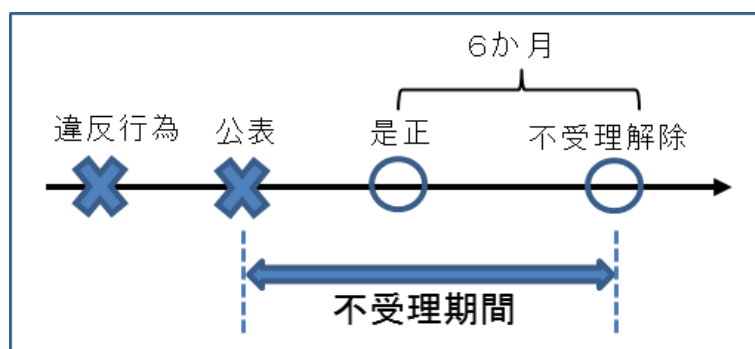 6か月
違反行為
公表
是正
不受理解除
不受理期間